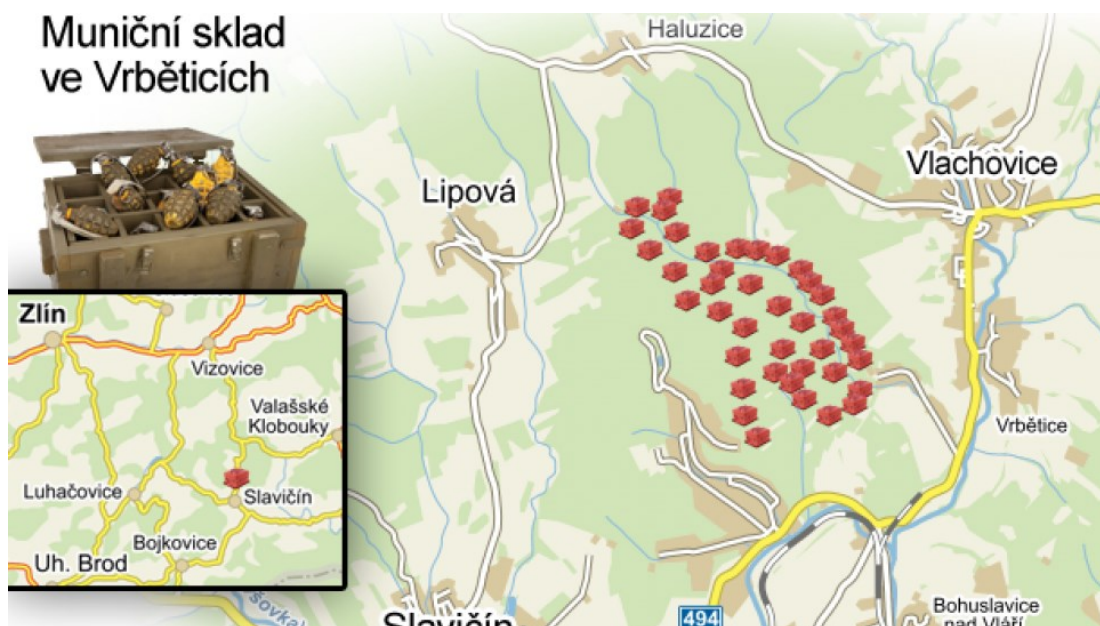 Muniční sklad
ve Vrběticích
Haluzice
Vlachovice
Lipová
Zlín
Vizovice
Valašské
Klobouky
Luhačovice
Slavičín
Bojkovice
Uh. Brod
Vrbětice
Slavičín
494
Bohuslavice
nad Vláří